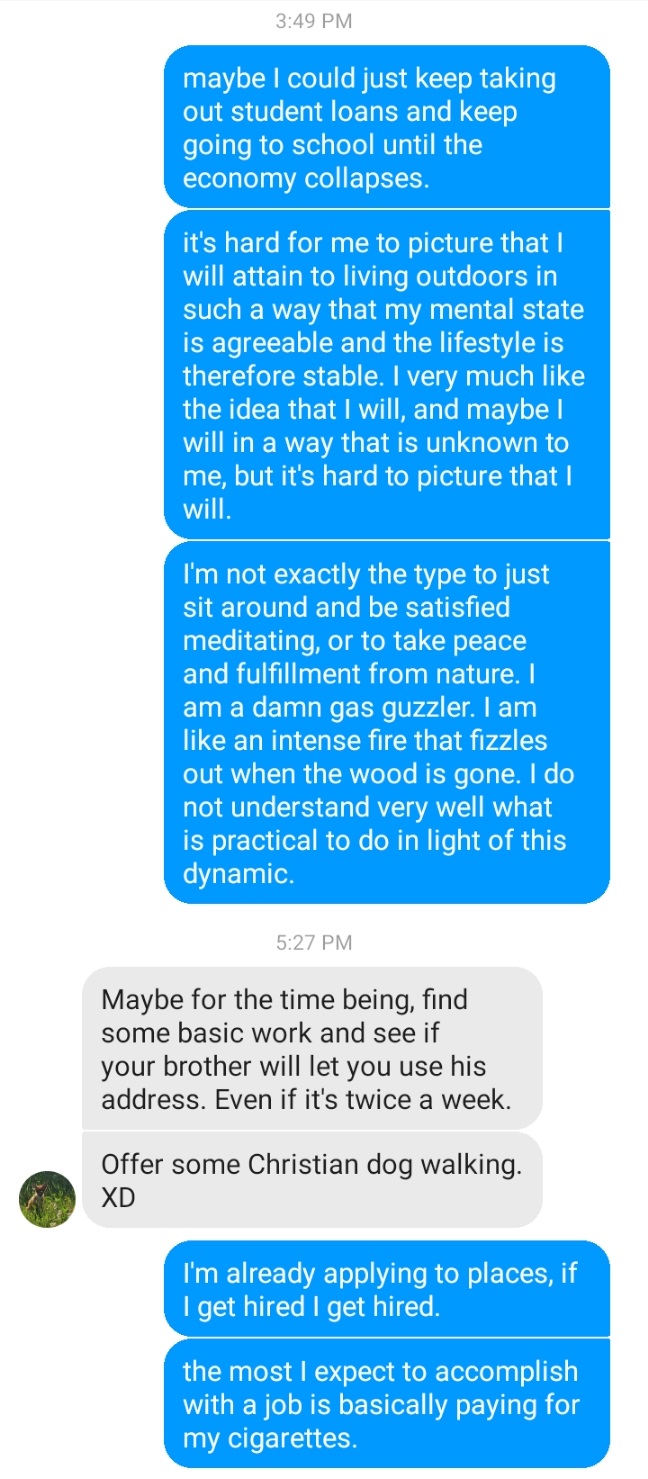 3:49 PM
maybe I could just keep taking
out student loans and keep
going to school until the
economy collapses.
it's hard for me to picture that I
will attain to living outdoors in
such a way that my mental state
is agreeable and the lifestyle is
therefore stable. I very much like
the idea that I will, and maybe I
will in a way that is unknown to
me, but it's hard to picture that I
will.
I'm not exactly the type to just
sit around and be satisfied
meditating, or to take peace
and fulfillment from nature. I
am a damn gas guzzler. I am
like an intense fire that fizzles
out when the wood is gone. I do
not understand very well what
is practical to do in light of this
dynamic.
5:27 PM
Maybe for the time being, find
some basic work and see if
your brother will let you use his
address. Even if it's twice a week.
Offer some Christian dog walking.
XD
I'm already applying to places, if
I get hired I get hired.
the most I expect to accomplish
with a job is basically paying for
my cigarettes.